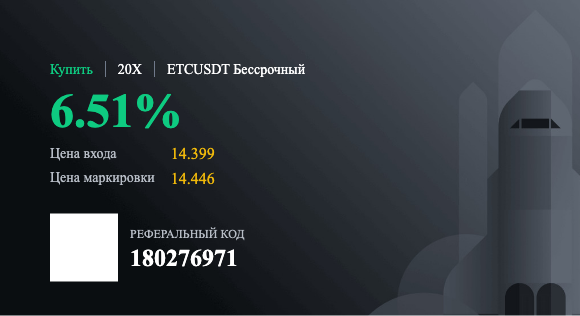 Купить 20X ETCUSDT Бессрочный
6.51%
Цена входа 14.399
Цена маркировки 14.446
РЕФЕРАЛЬНЫЙ КОД
180276971